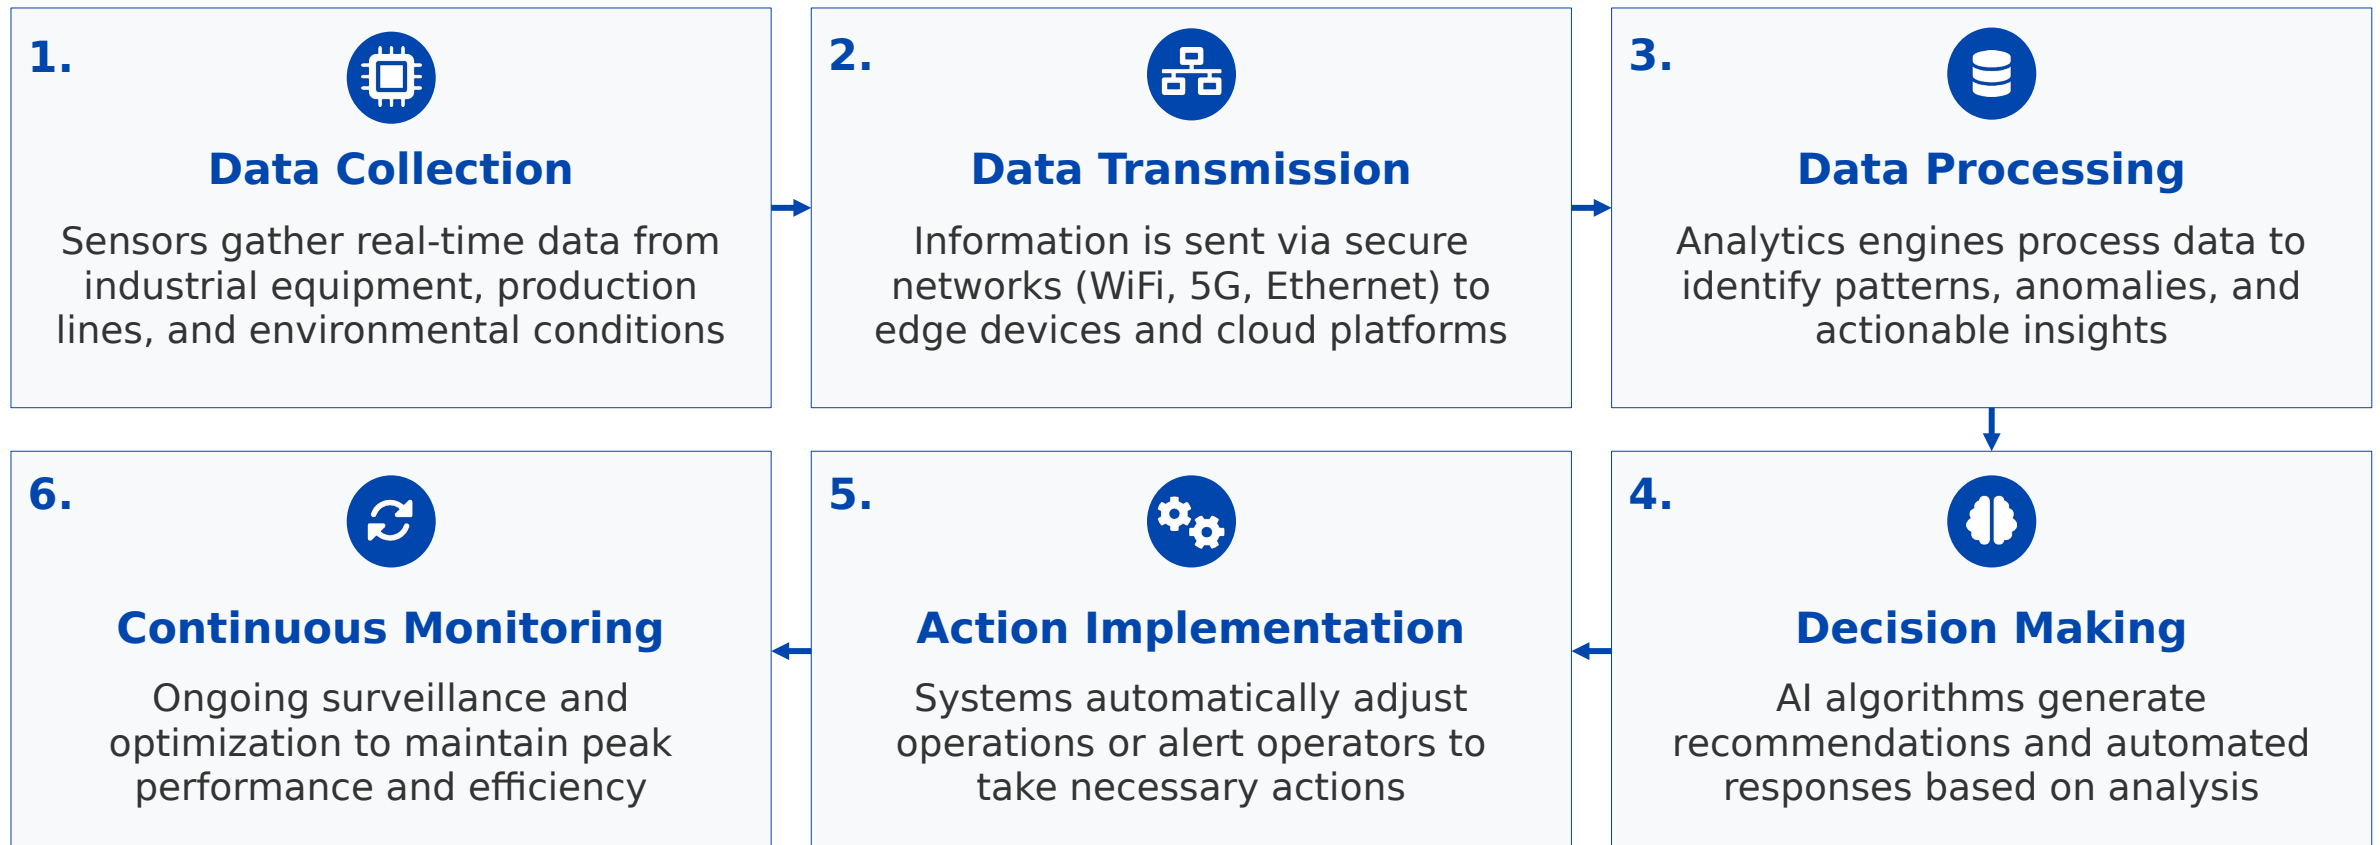 1.
Data Collection
Sensors gather real-time data from
industrial equipment, production
lines, and environmental conditions
2.
Data Transmission
Information is sent via secure
networks (WiFi, 5G, Ethernet) to
edge devices and cloud platforms
3.
Data Processing
Analytics engines process data to
identify patterns, anomalies, and
actionable insights
4.
Decision Making
AI algorithms generate
recommendations and automated
responses based on analysis
5.
Action Implementation
Systems automatically adjust
operations or alert operators to
take necessary actions
6.
Continuous Monitoring
Ongoing surveillance and
optimization to maintain peak
performance and efficiency